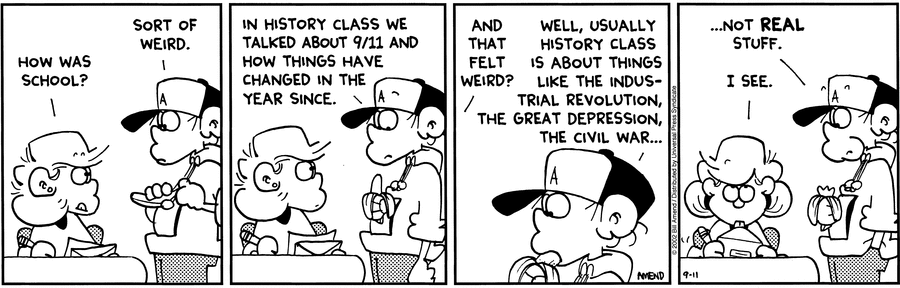 HOW WAS
SCHOOL?
SORT OF
WEIRD.
A
IN HISTORY CLASS WE
TALKED ABOUT 9/11 AND
HOW THINGS HAVE
CHANGED IN THE
YEAR SINCE.
A
AND
THAT
FELT
WEIRD?
WELL, USUALLY
HISTORY CLASS
IS ABOUT THINGS
LIKE THE INDUS-
TRIAL REVOLUTION,
THE GREAT DEPRESSION,
THE CIVIL WAR...
A
AMEND
© 2002 Bill Amend / Distributed by Universal Press Syndicate
...NOT REAL
STUFF.
I SEE.
A
9-11